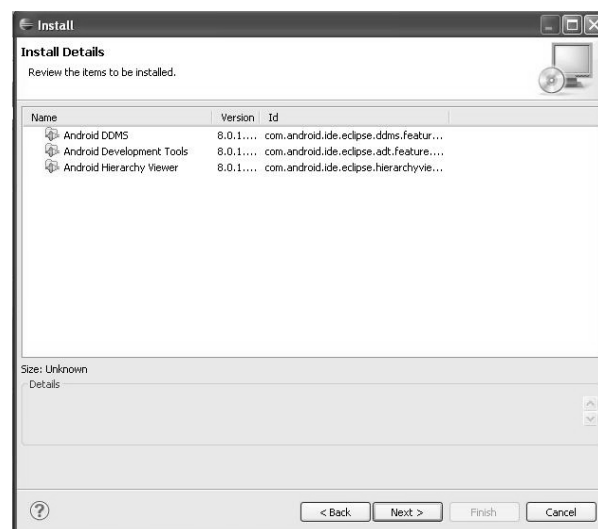 Install
Install Details
Review the items to be installed.
Name Version Id
Android DDMS 8.0.1.... com.android.ide.eclipse.ddms.featur...
Android Development Tools 8.0.1.... com.android.ide.eclipse.adt.feature....
Android Hierarchy Viewer 8.0.1.... com.android.ide.eclipse.hierarchyvie...
Size: Unknown
Details
? < Back Next > Finish Cancel